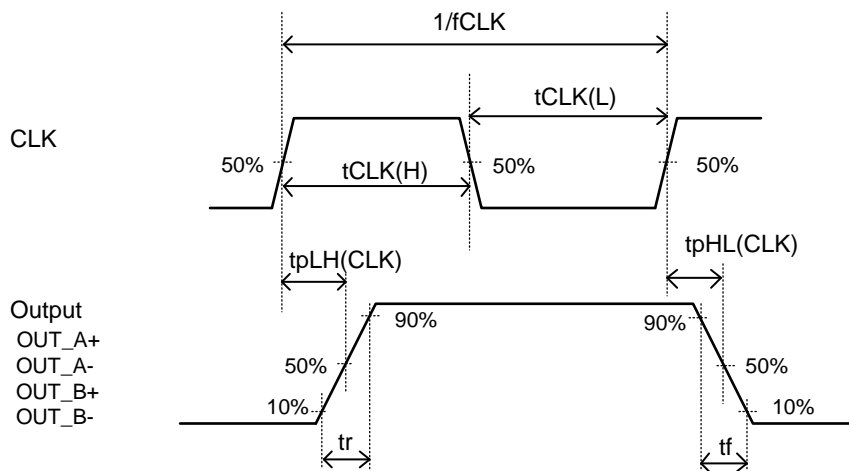 1/fCLK
tCLK(L)
CLK
50%
50%
50%
tCLK(H)
tpHL(CLK)
tpLH(CLK)
Output
OUT_A+
OUT_A-
OUT_B+
OUT_B-
90%
90%
50%
50%
10%
10%
tr
tf